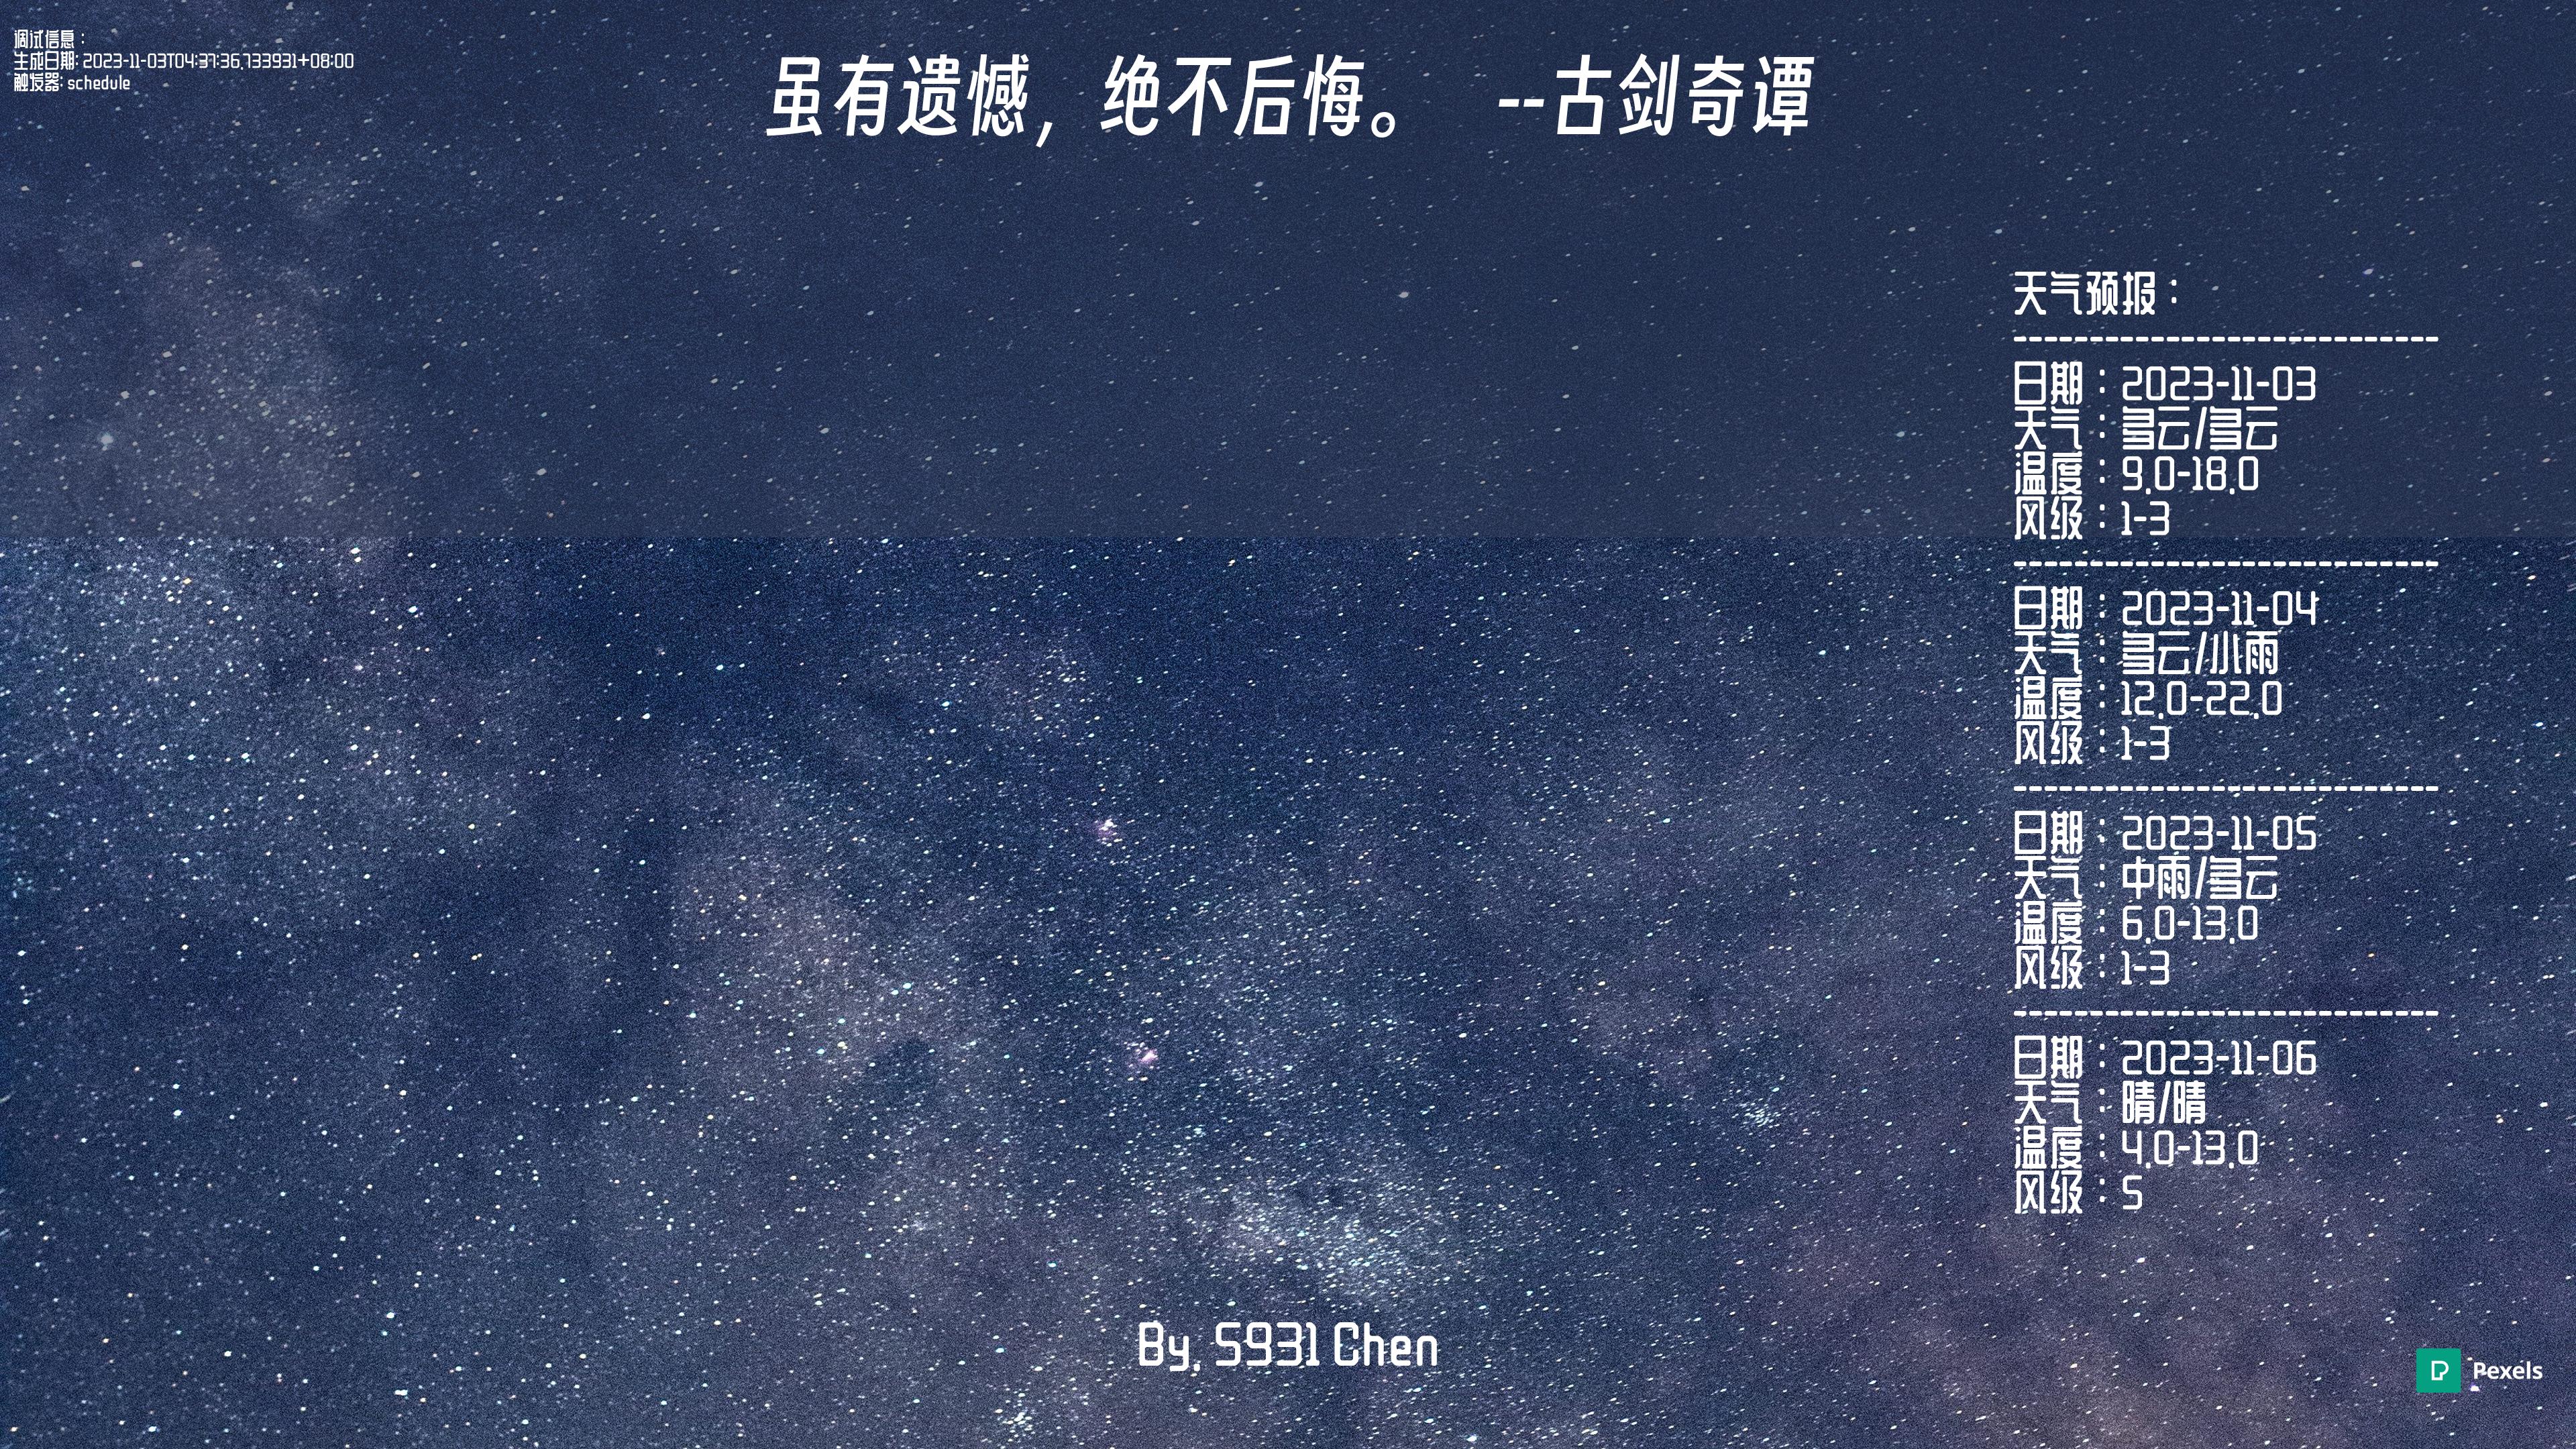 调试信息：
生成日期: 2023-11-03T04:37:36.733931+08:00
触发器: schedule
虽有遗憾，绝不后悔。 --古剑奇谭
天气预报：
----------------------------
日期：2023-11-03
天气：多云/多云
温度：9.0-18.0
风级：1-3
----------------------------
日期：2023-11-04
天气：多云/小雨
温度：12.0-22.0
风级：1-3
----------------------------
日期：2023-11-05
天气：中雨/多云
温度：6.0-13.0
风级：1-3
----------------------------
日期：2023-11-06
天气：晴/晴
温度：4.0-13.0
风级：5
By. S931 Chen
Pexels